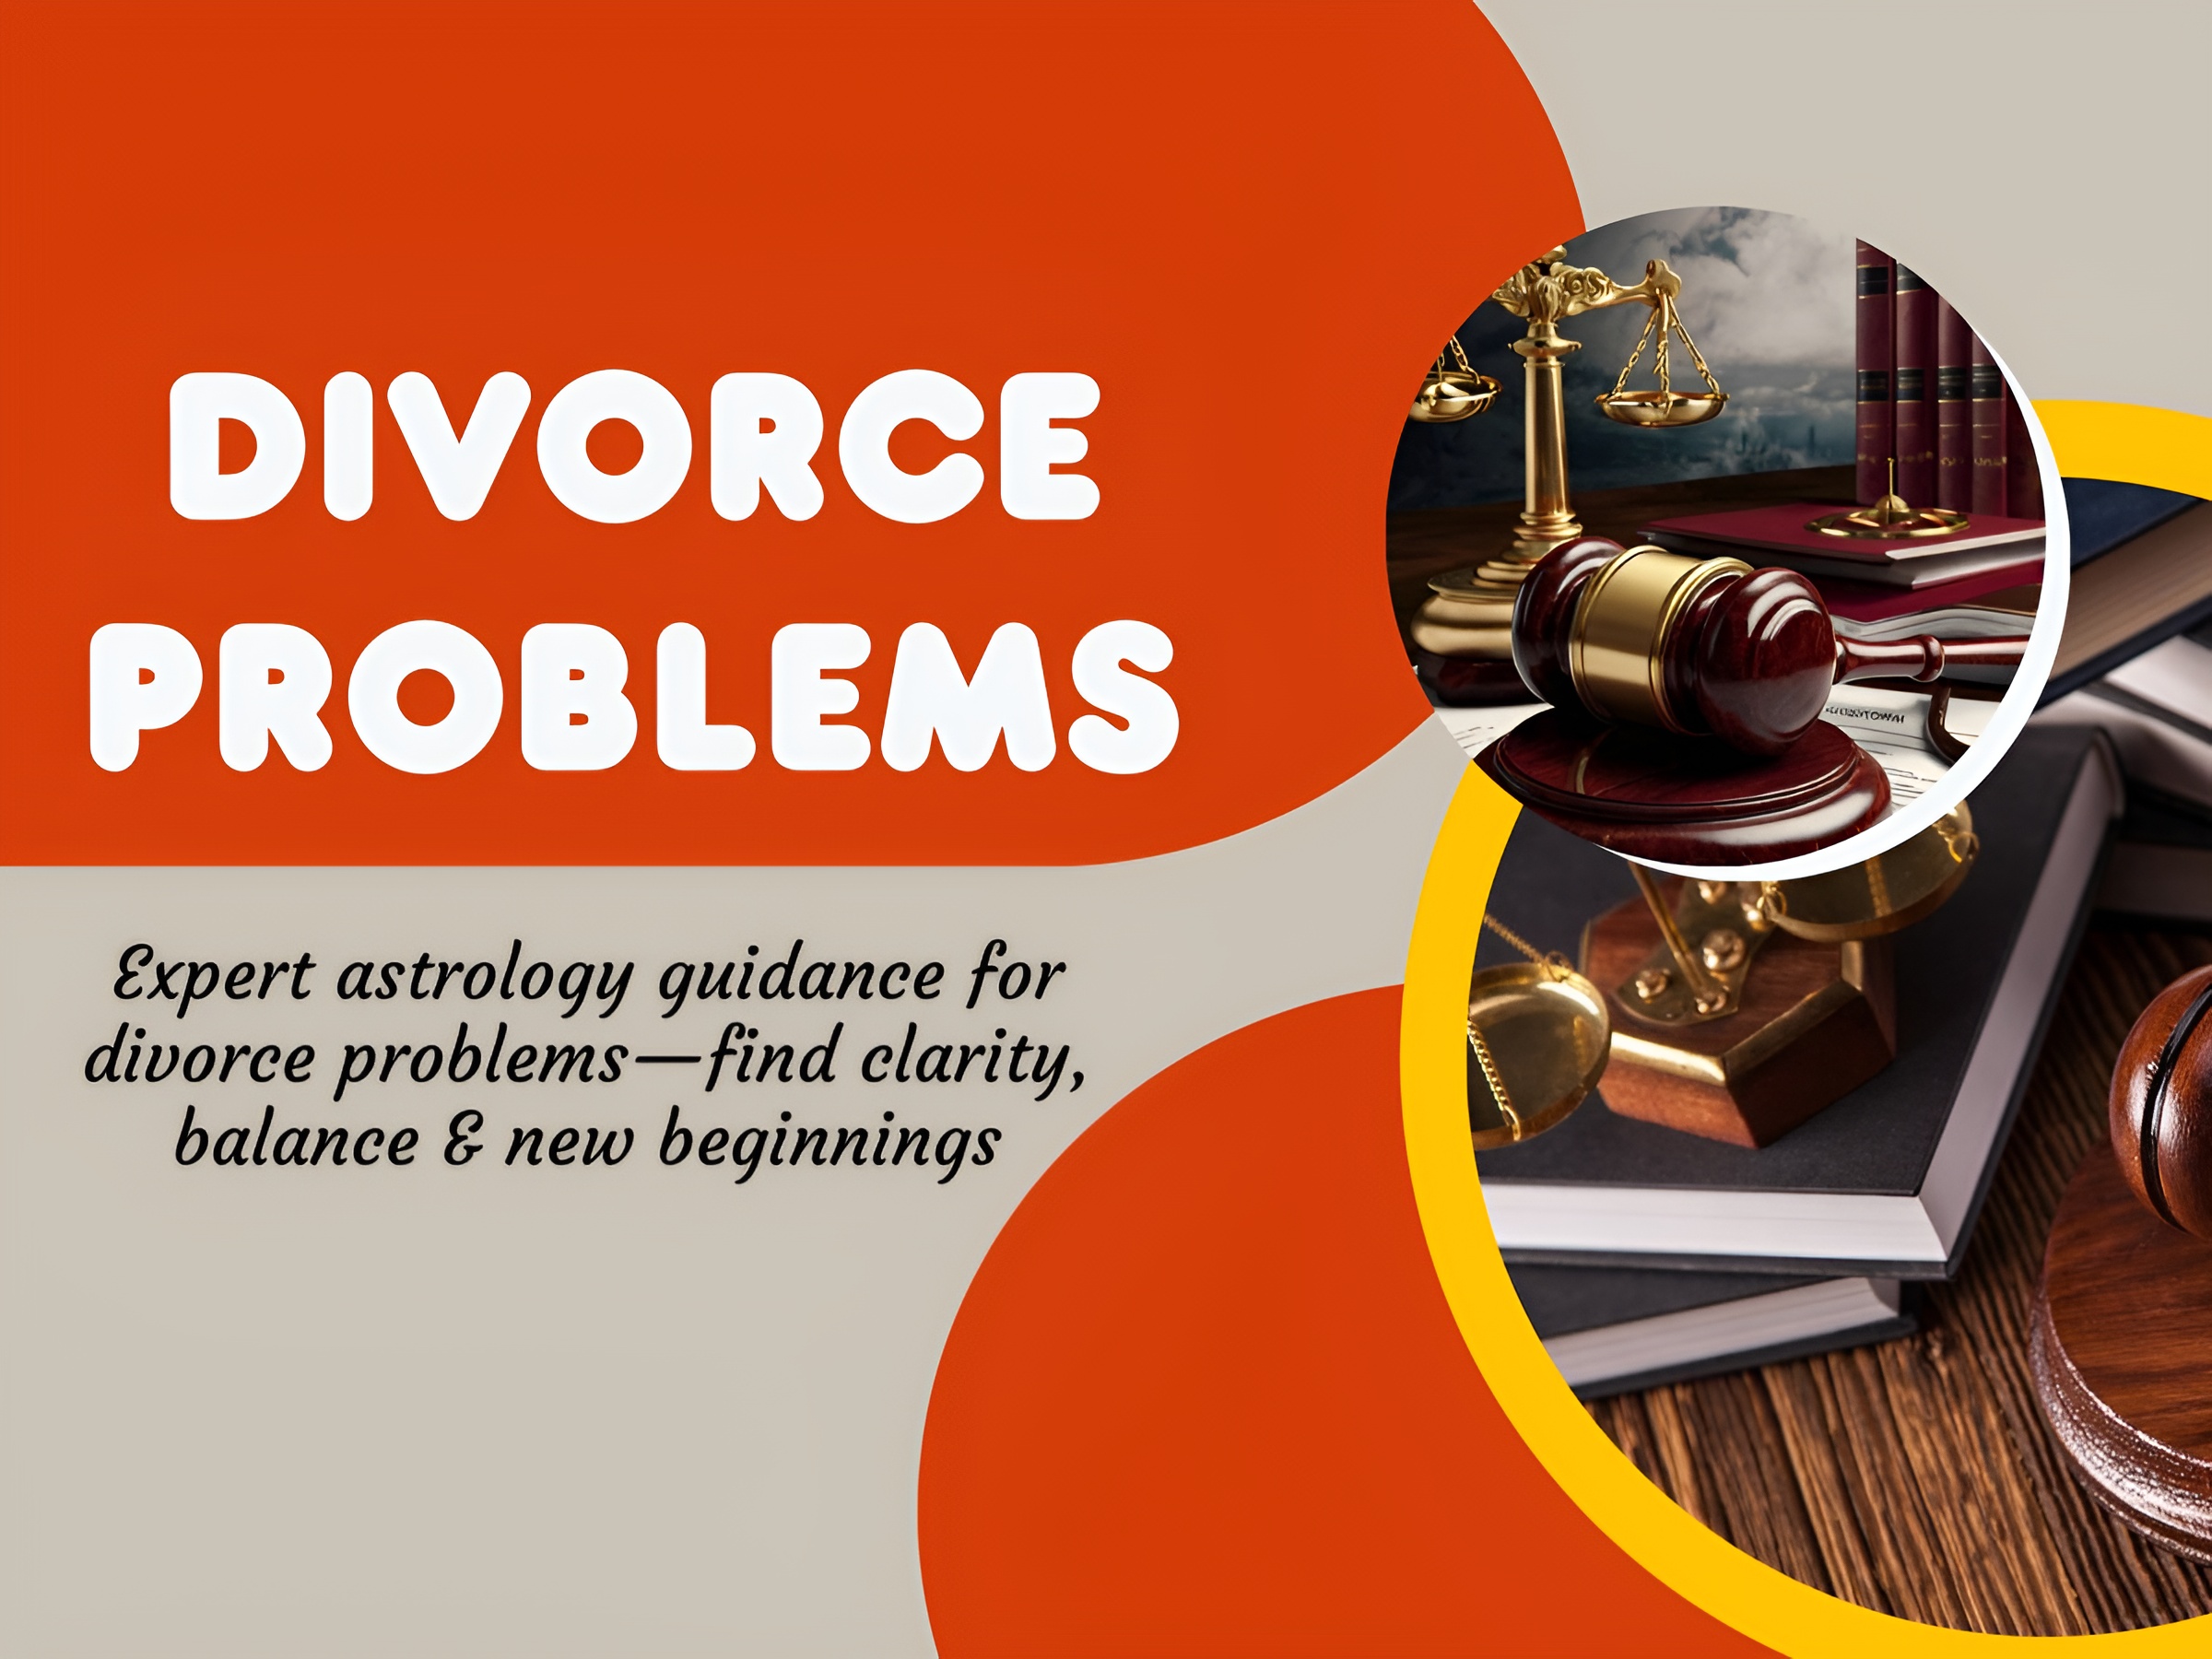 DIVORCE
PROBLEMS
Expert astrology guidance for
divorce problems—find clarity,
balance & new beginnings